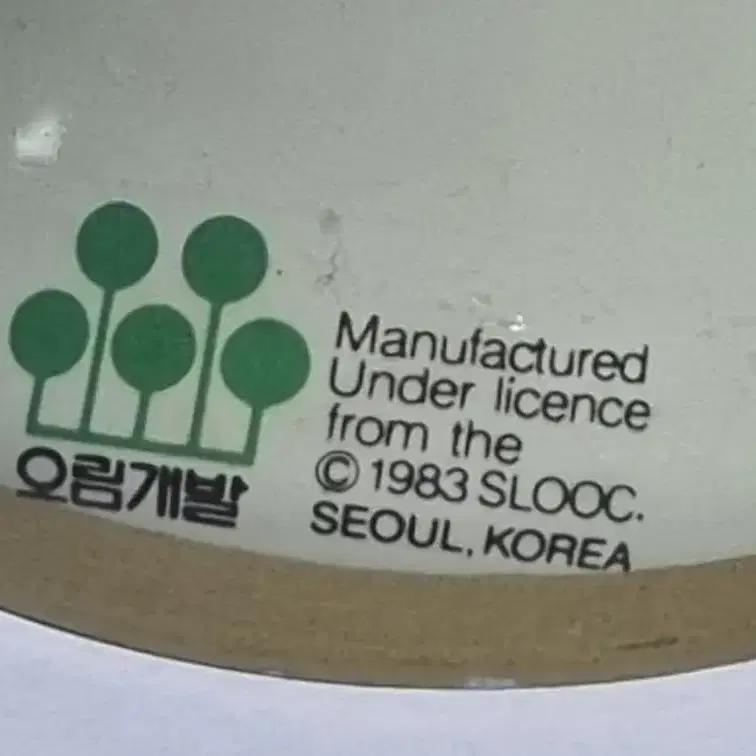 오림개발
Manufactured
Under licence
from the
© 1983 SLOOC.
SEOUL, KOREA